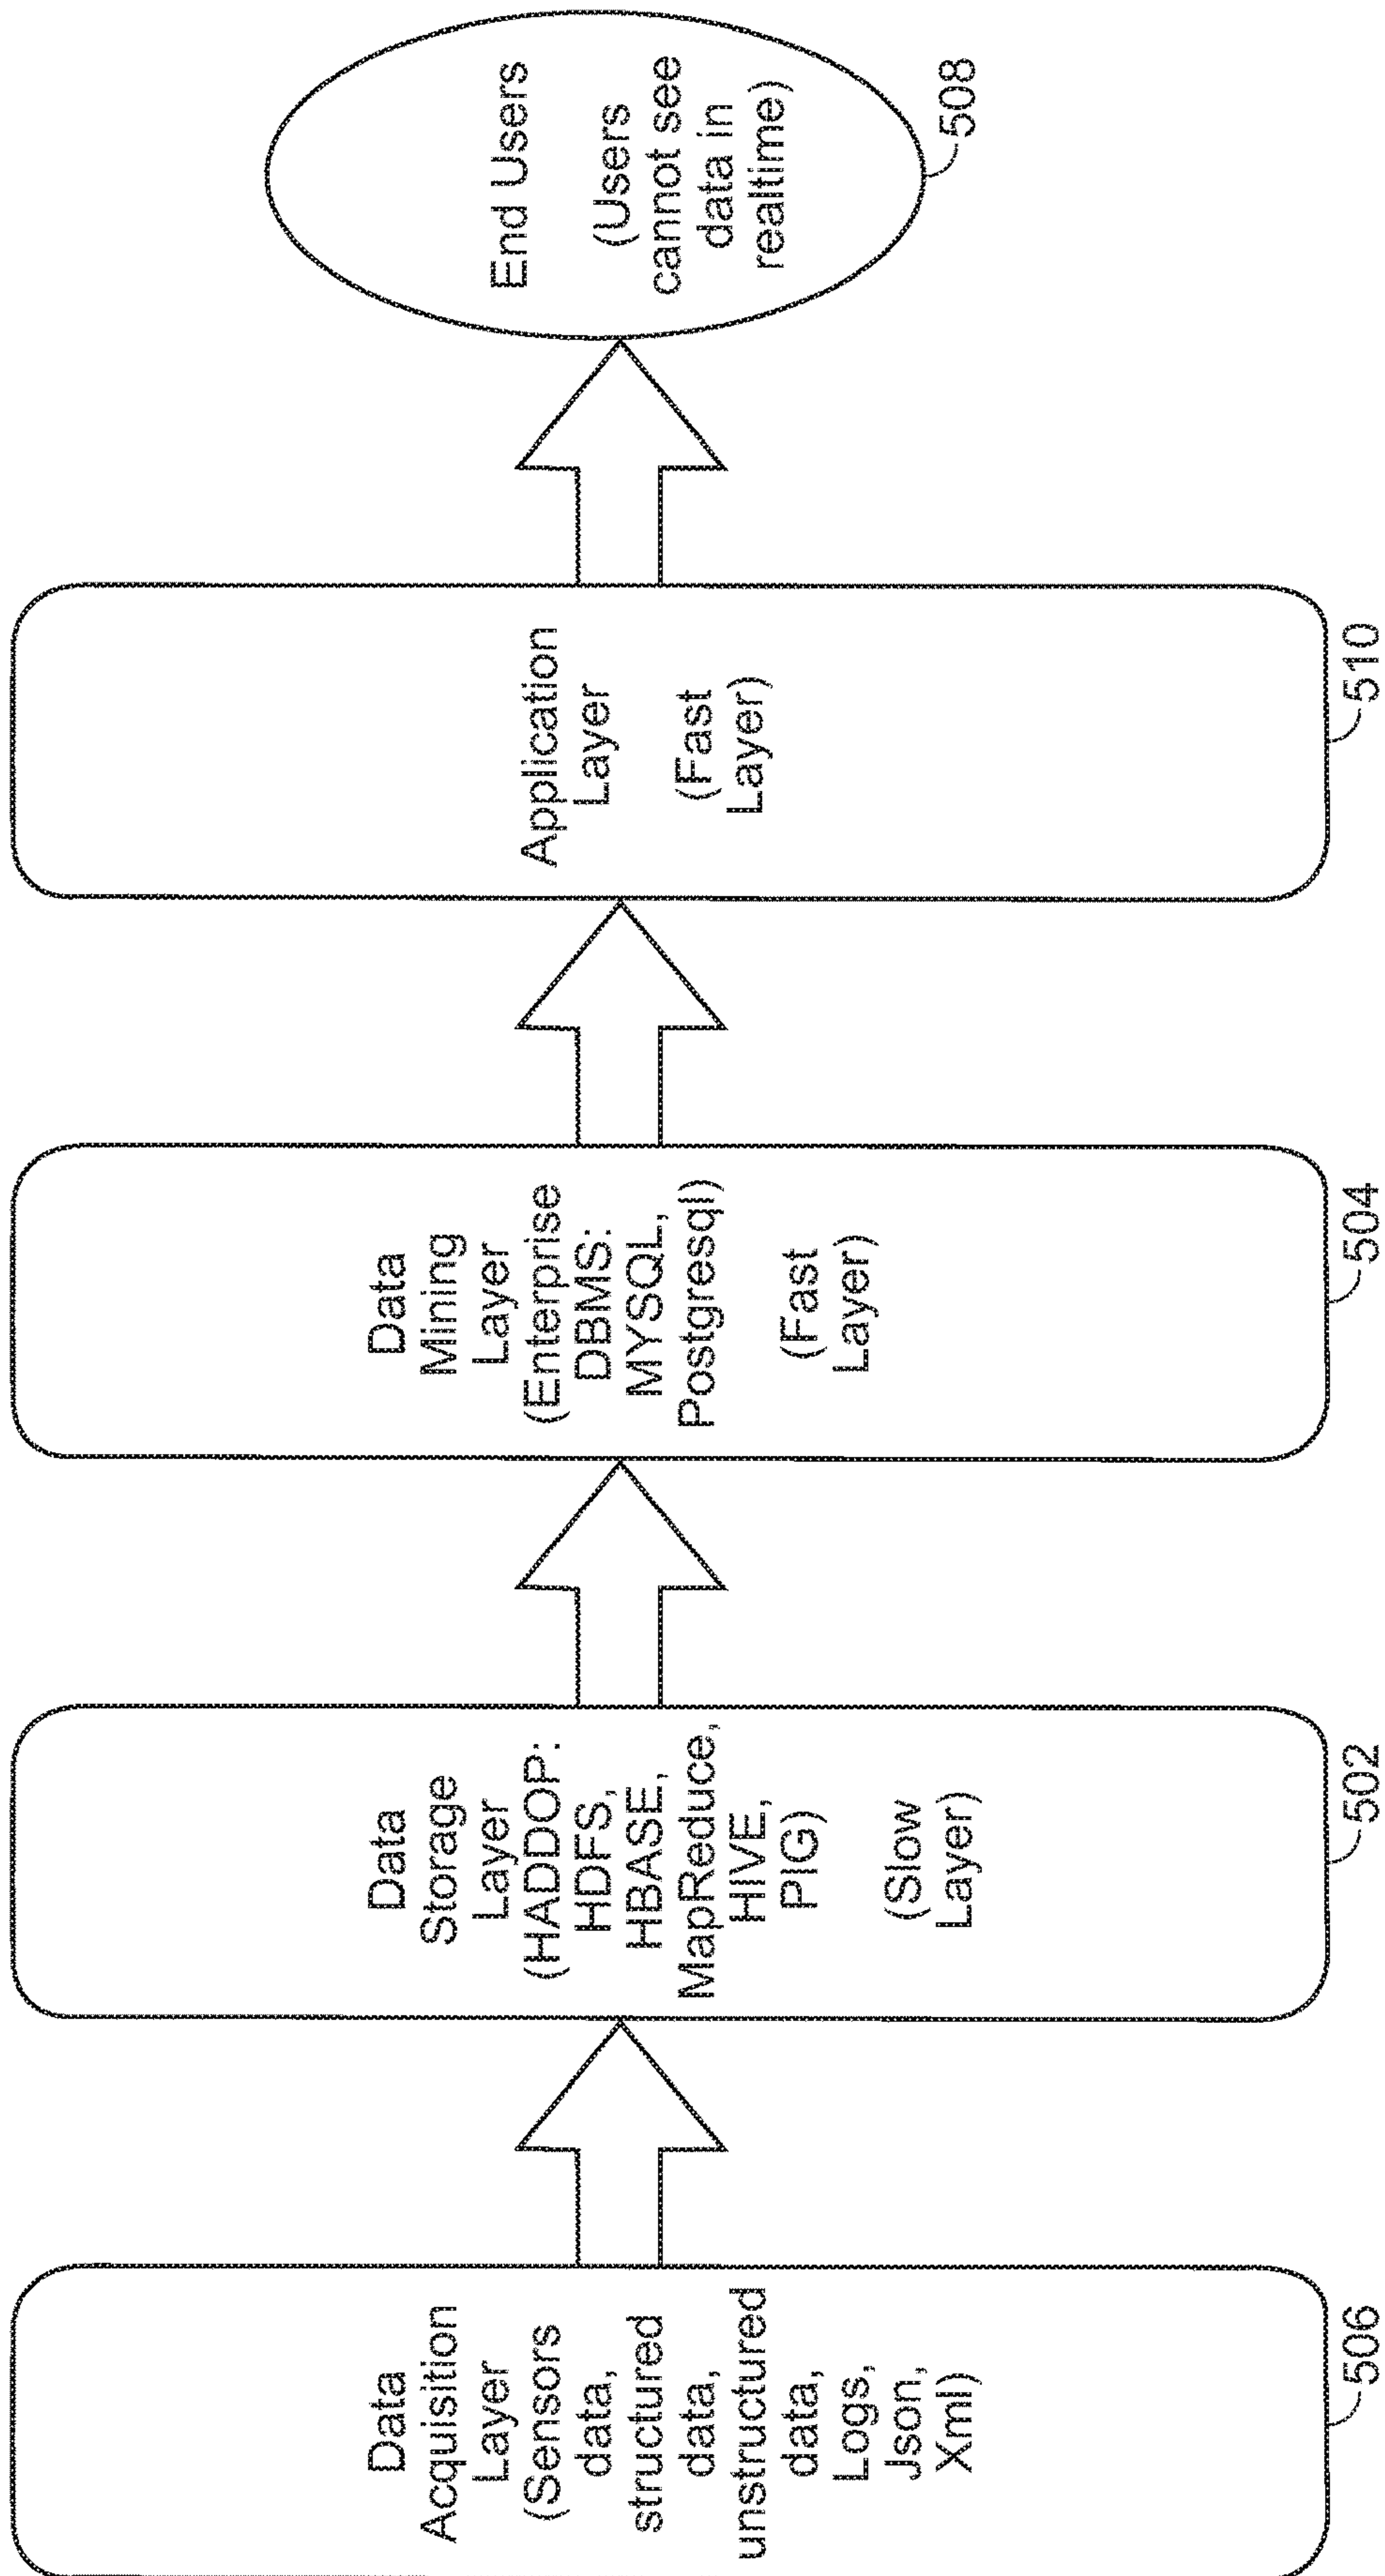 Data
Acquisition
Layer
(Sensors
data,
structured
data,
unstructured
data,
Logs,
Json,
Xml)
506
Data
Storage
Layer
(HADDOP:
HDFS,
HBASE,
MapReduce,
HIVE,
PIG)
(Slow
Layer)
502
Data
Mining
Layer
(Enterprise
DBMS:
MYSQL,
Postgresql)
(Fast
Layer)
504
Application
Layer
(Fast
Layer)
510
End Users
(Users
cannot see
data in
realtime)
508